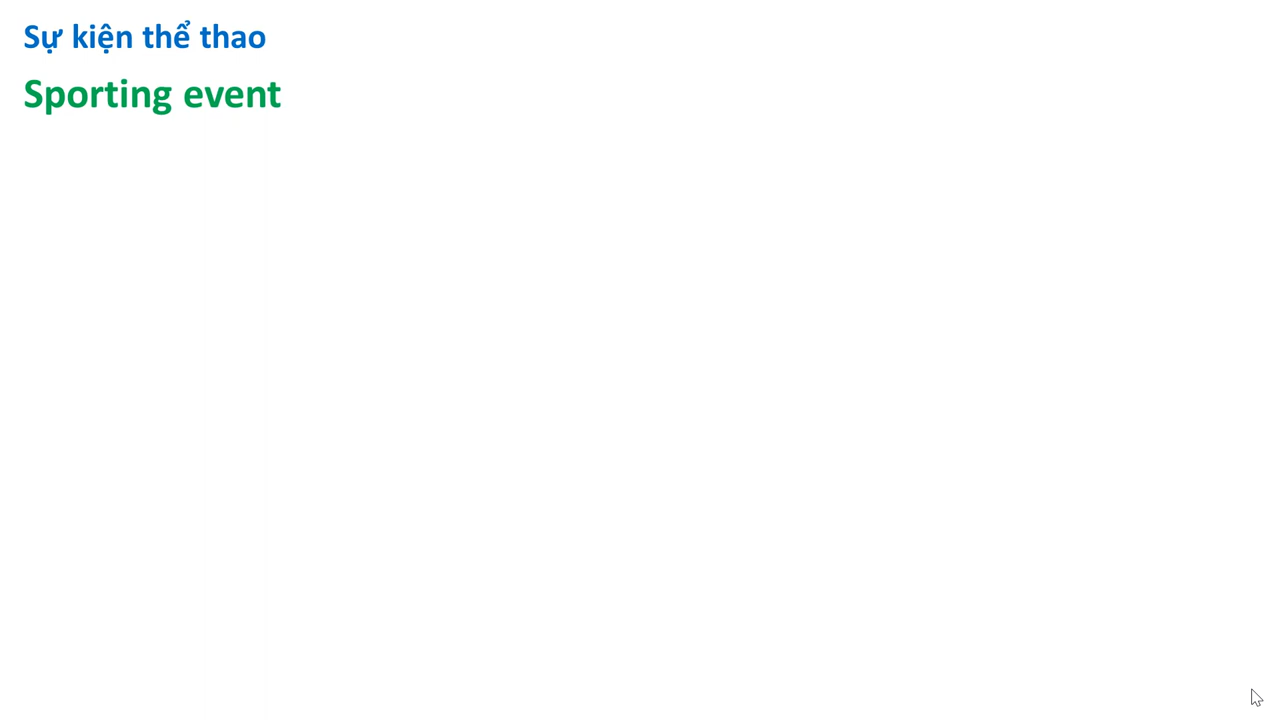 Sự kiện thể thao
Sporting event